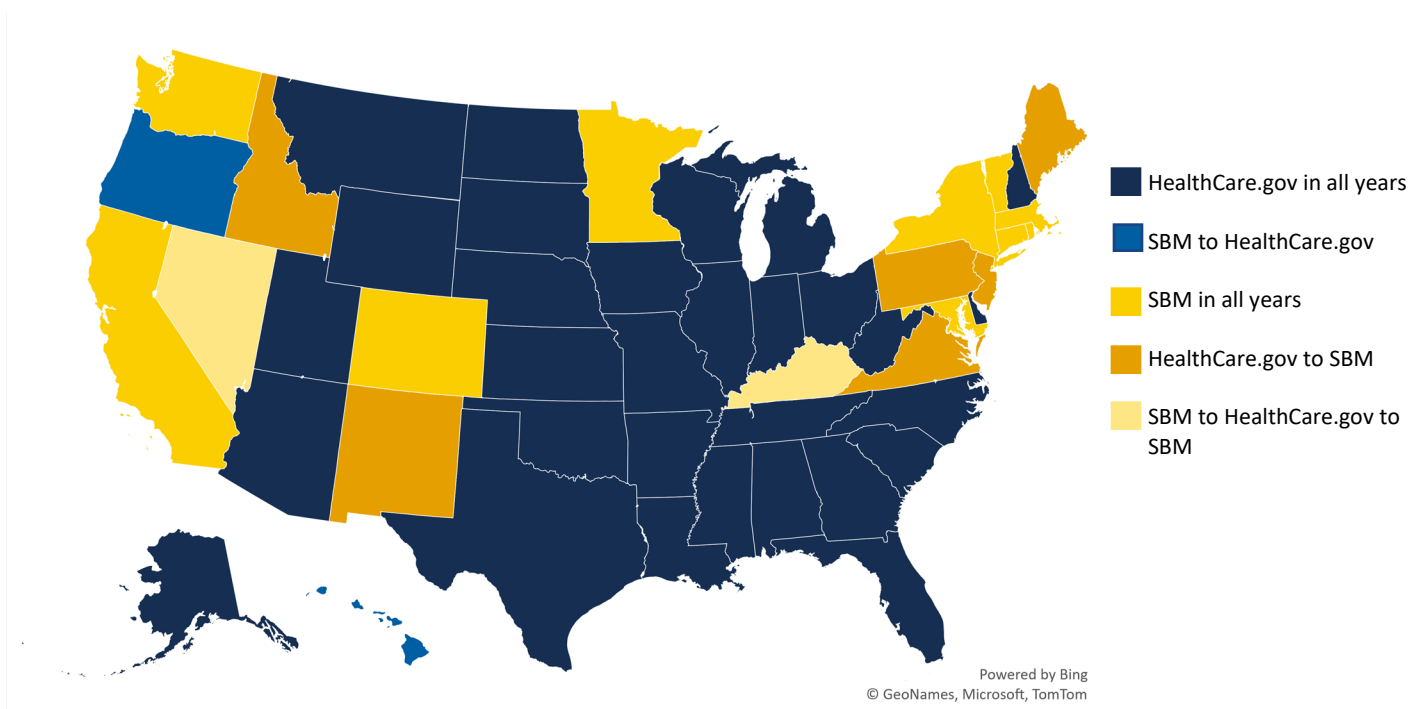 HealthCare.gov in all years
SBM to HealthCare.gov
SBM in all years
HealthCare.gov to SBM
SBM to HealthCare.gov to
SBM
Powered by Bing
© GeoNames, Microsoft, TomTom